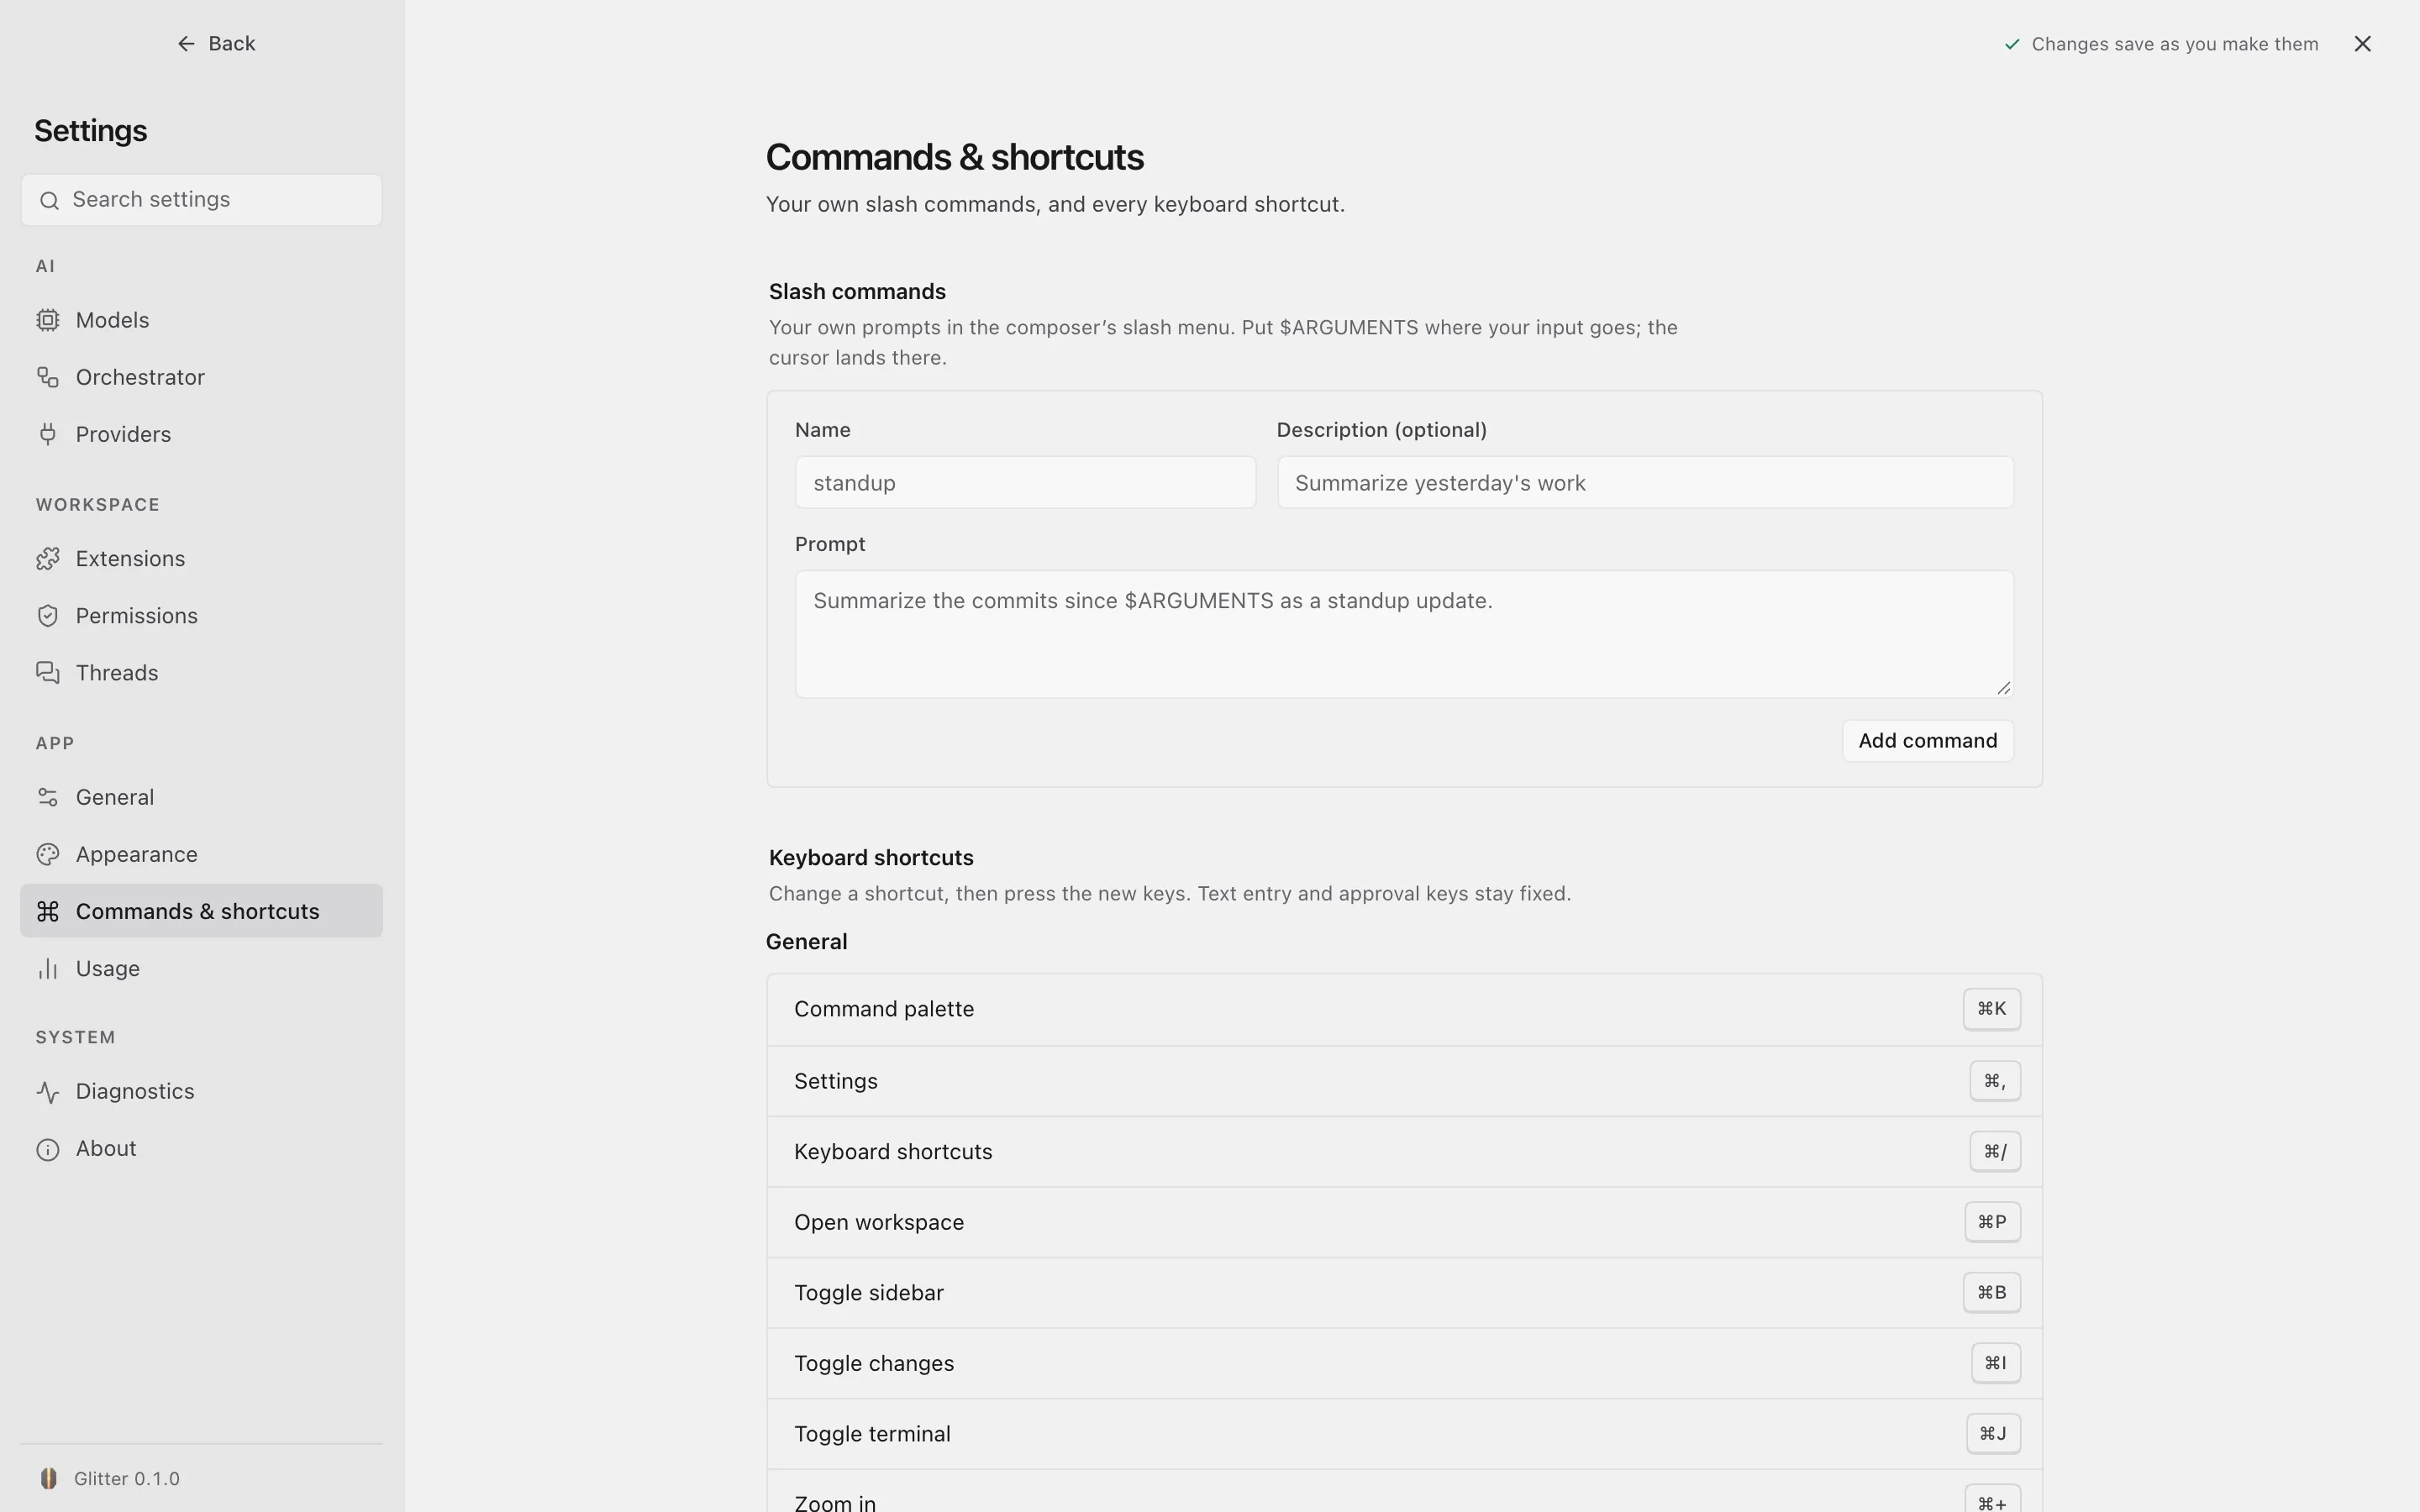 Back
Changes save as you make them
Settings
Search settings
AI
Models
Orchestrator
Providers
WORKSPACE
Extensions
Permissions
Threads
APP
General
Appearance
Commands & shortcuts
Usage
SYSTEM
Diagnostics
About
Glitter 0.1.0
Commands & shortcuts
Your own slash commands, and every keyboard shortcut.
Slash commands
Your own prompts in the composer’s slash menu. Put $ARGUMENTS where your input goes; the
cursor lands there.
Name
Description (optional)
standup
Summarize yesterday's work
Prompt
Summarize the commits since $ARGUMENTS as a standup update.
Add command
Keyboard shortcuts
Change a shortcut, then press the new keys. Text entry and approval keys stay fixed.
General
Command palette ⌘K
Settings ⌘,
Keyboard shortcuts ⌘/
Open workspace ⌘P
Toggle sidebar ⌘B
Toggle changes ⌘I
Toggle terminal ⌘J
Zoom in ⌘+